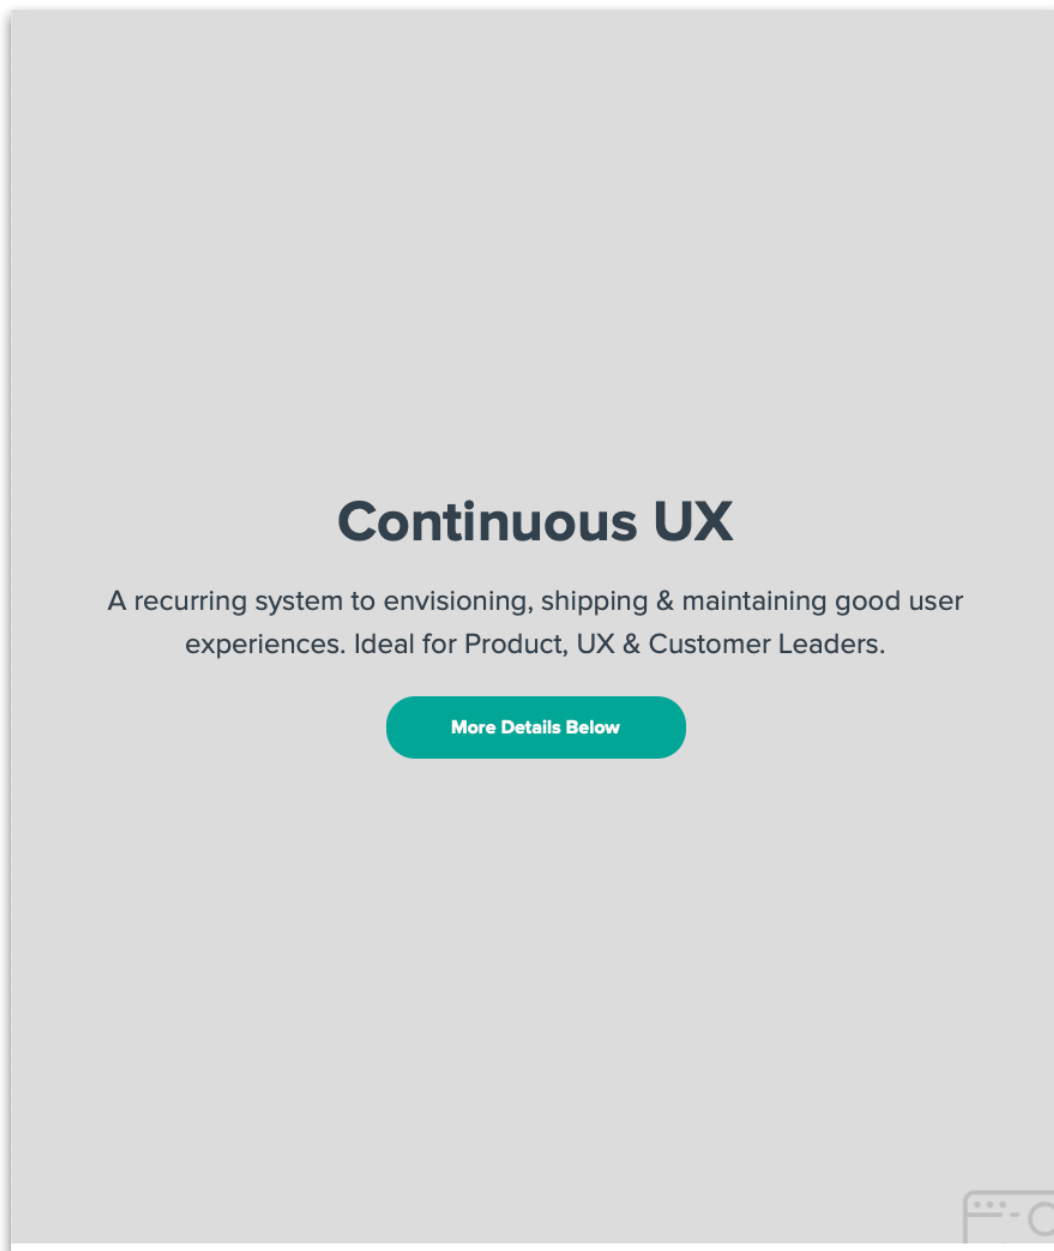 Continuous UX
A recurring system to envisioning, shipping & maintaining good user
experiences. Ideal for Product, UX & Customer Leaders.
More Details Below